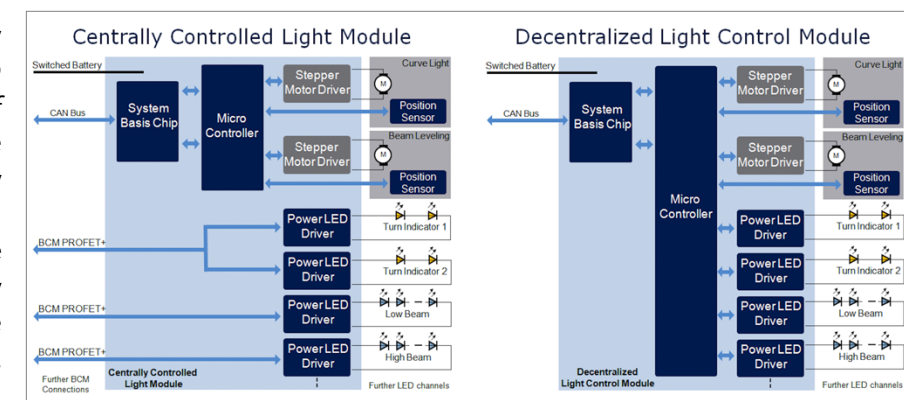 Centrally Controlled Light Module
Switched Battery
CAN Bus
System
Basis Chip
Micro
Controller
Stepper
Motor Driver
Curve Light
M
Position
Sensor
Stepper
Motor Driver
Beam Leveling
M
Position
Sensor
BCM PROFET+
Power LED
Driver
Turn Indicator 1
Power LED
Driver
Turn Indicator 2
BCM PROFET+
Power LED
Driver
Low Beam
BCM PROFET+
Power LED
Driver
High Beam
Further BCM
Connections
Centrally Controlled
Light Module
Further LED channels
Decentralized Light Control Module
Switched Battery
CAN Bus
System
Basis Chip
Micro
Controller
Stepper
Motor Driver
Curve Light
M
Position
Sensor
Stepper
Motor Driver
Beam Leveling
M
Position
Sensor
Power LED
Driver
Turn Indicator 1
Power LED
Driver
Turn Indicator 2
Power LED
Driver
Low Beam
Power LED
Driver
High Beam
Decentralized
Light Control Module
Further LED channels